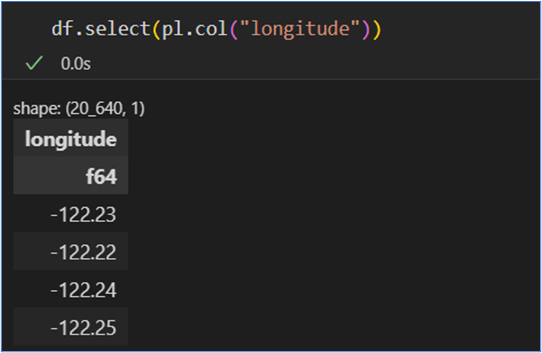 df.select(pl.col("longitude"))
✓ 0.0s
shape: (20_640, 1)
longitude
f64
-122.23
-122.22
-122.24
-122.25